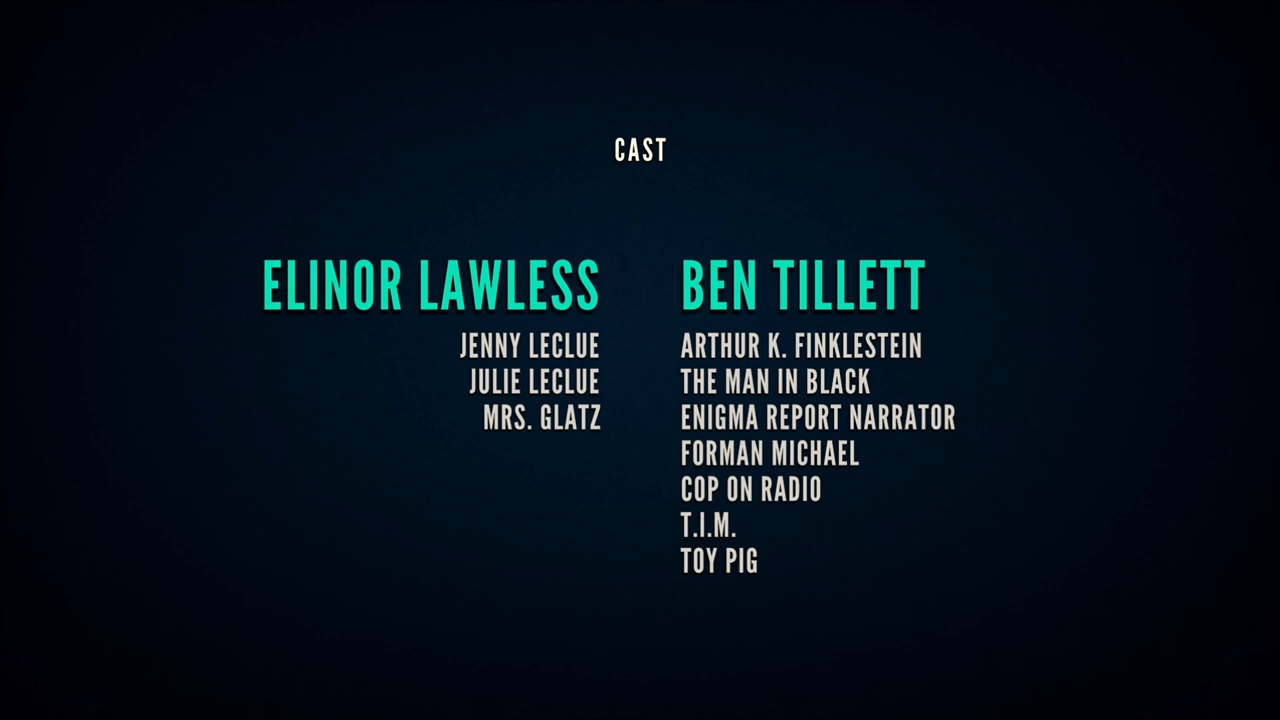 CAST
ELINOR LAWLESS
JENNY LECLUE
JULIE LECLUE
MRS. GLATZ
BEN TILLETT
ARTHUR K. FINKLESTEIN
THE MAN IN BLACK
ENIGMA REPORT NARRATOR
FORMAN MICHAEL
COP ON RADIO
T.I.M.
TOY PIG